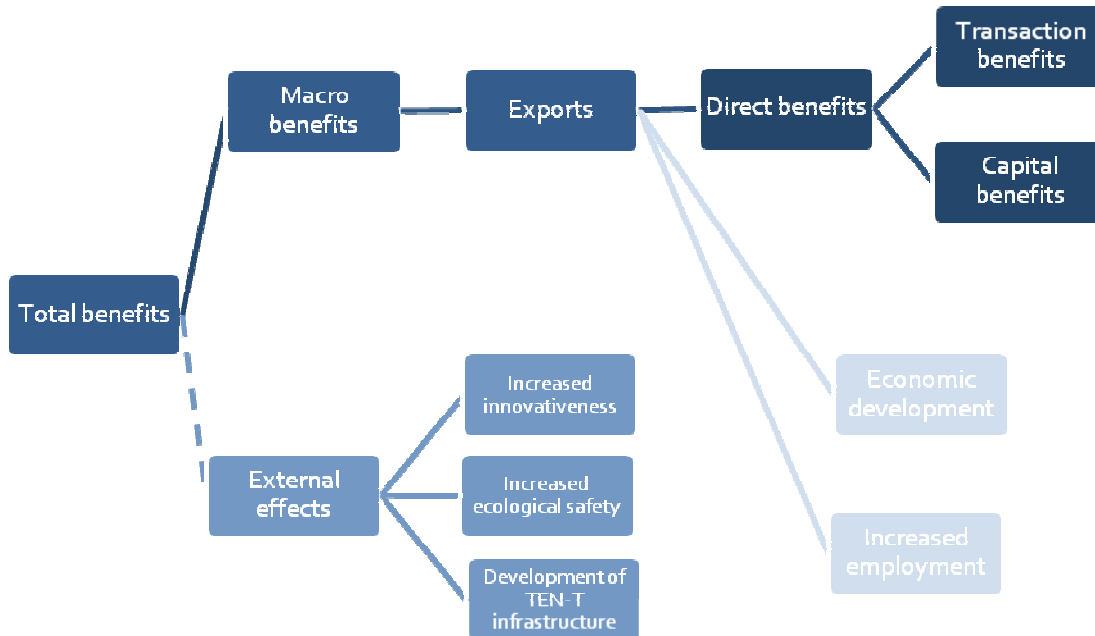 Transaction
benefits
Macro
benefits
Exports
Direct benefits
Capital
benefits
Total benefits
Increased
innovativeness
Economic
development
External
effects
Increased
ecological safety
Increased
employment
Development of
TEN-T
infrastructure